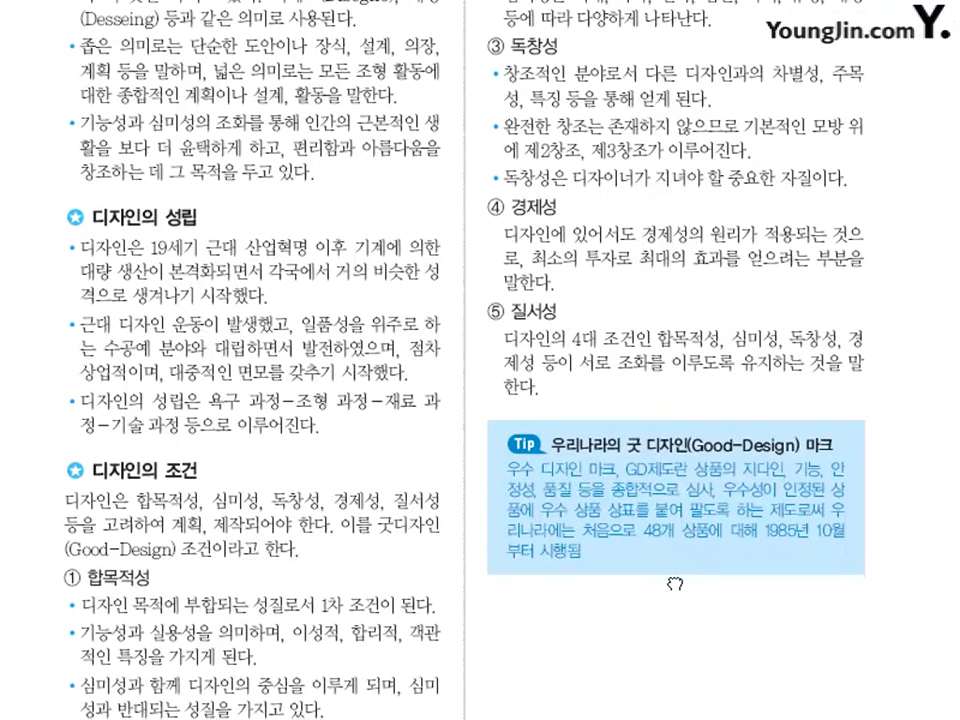 (Desseing) 등과 같은 의미로 사용된다.
• 좁은 의미로는 단순한 도안이나 장식, 설계, 의장,
계획 등을 말하며, 넓은 의미로는 모든 조형 활동에
대한 종합적인 계획이나 설계, 활동을 말한다.
• 기능성과 심미성의 조화를 통해 인간의 근본적인 생
활을 보다 더 윤택하게 하고, 편리함과 아름다움을
창조하는 데 그 목적을 두고 있다.
디자인의 성립
• 디자인은 19세기 근대 산업혁명 이후 기계에 의한
대량 생산이 본격화되면서 각국에서 거의 비슷한 성
격으로 생겨나기 시작했다.
• 근대 디자인 운동이 발생했고, 일품성을 위주로 하
는 수공예 분야와 대립하면서 발전하였으며, 점차
상업적이며, 대중적인 면모를 갖추기 시작했다.
• 디자인의 성립은 욕구 과정-조형 과정-재료 과
정-기술 과정 등으로 이루어진다.
디자인의 조건
디자인은 합목적성, 심미성, 독창성, 경제성, 질서성
등을 고려하여 계획, 제작되어야 한다. 이를 굿디자인
(Good-Design) 조건이라고 한다.
① 합목적성
• 디자인 목적에 부합되는 성질로서 1차 조건이 된다.
• 기능성과 실용성을 의미하며, 이성적, 합리적, 객관
적인 특징을 가지게 된다.
• 심미성과 함께 디자인의 중심을 이루게 되며, 심미
성과 반대되는 성질을 가지고 있다.
등에 따라 다양하게 나타난다.
YoungJin.com Y.
③ 독창성
• 창조적인 분야로서 다른 디자인과의 차별성, 주목
성, 특징 등을 통해 얻게 된다.
• 완전한 창조는 존재하지 않으므로 기본적인 모방 위
에 제2창조, 제3창조가 이루어진다.
• 독창성은 디자이너가 지녀야 할 중요한 자질이다.
④ 경제성
디자인에 있어서도 경제성의 원리가 적용되는 것으
로, 최소의 투자로 최대의 효과를 얻으려는 부분을
말한다.
⑤ 질서성
디자인의 4대 조건인 합목적성, 심미성, 독창성, 경
제성 등이 서로 조화를 이루도록 유지하는 것을 말
한다.
Tip 우리나라의 굿 디자인(Good-Design) 마크
우수 디자인 마크, GD제도란 상품의 지다인, 기능, 안
정성, 품질 등을 종합적으로 심사, 우수성이 인정된 상
품에 우수 상품 상표를 붙여 팔도록 하는 제도로써 우
리나라에는 처음으로 48개 상품에 대해 1985년 10월
부터 시행됨